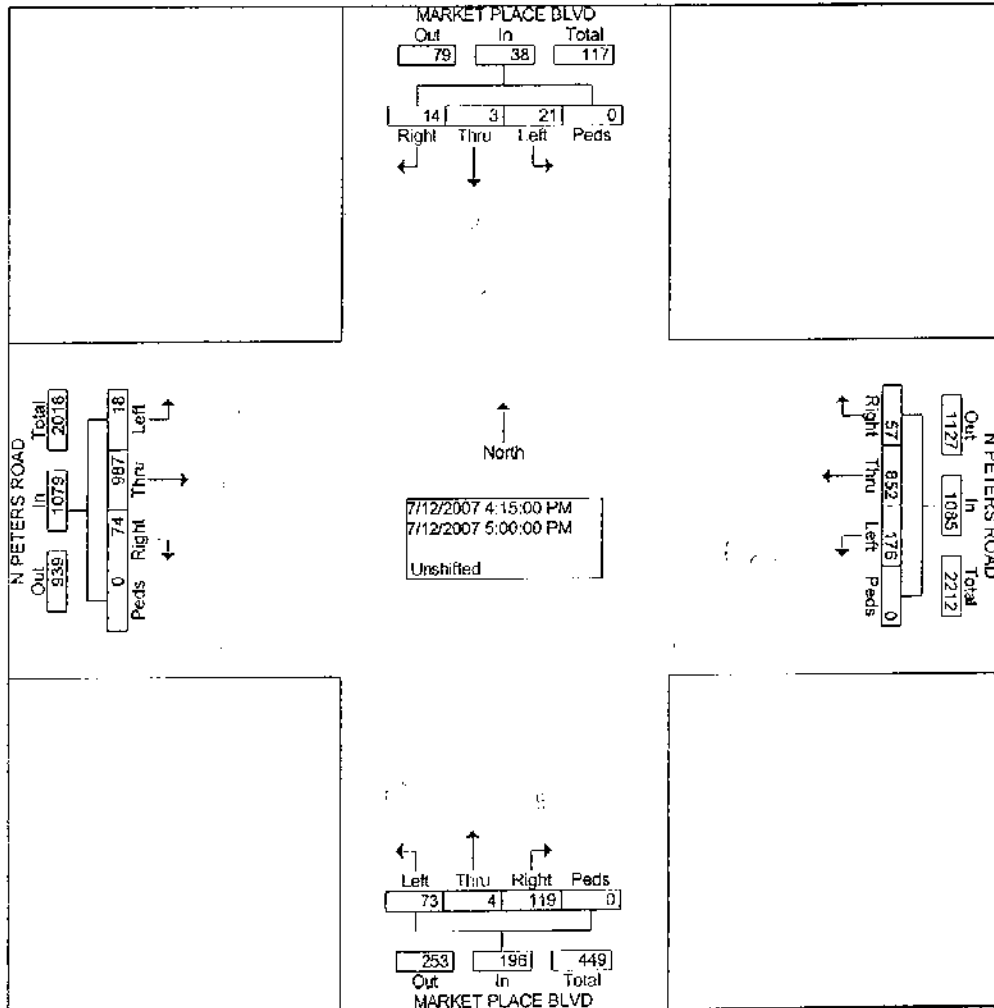 MARKET PLACE BLVD
Out In Total
79 38 117
14 3 21 0
Right Thru Left Peds
N PETERS ROAD
Total In Out
2018 1079 939
18 987 74 0
Left Thru Right Peds
North
7/12/2007 4:15:00 PM
7/12/2007 5:00:00 PM
Unshifted
Right Thru Left Peds
57 852 176 0
1127 1085 2212
Out In Total
N PETERS ROAD
Left Thru Right Peds
73 4 119 0
253 196 449
Out In Total
MARKET PLACE BLVD